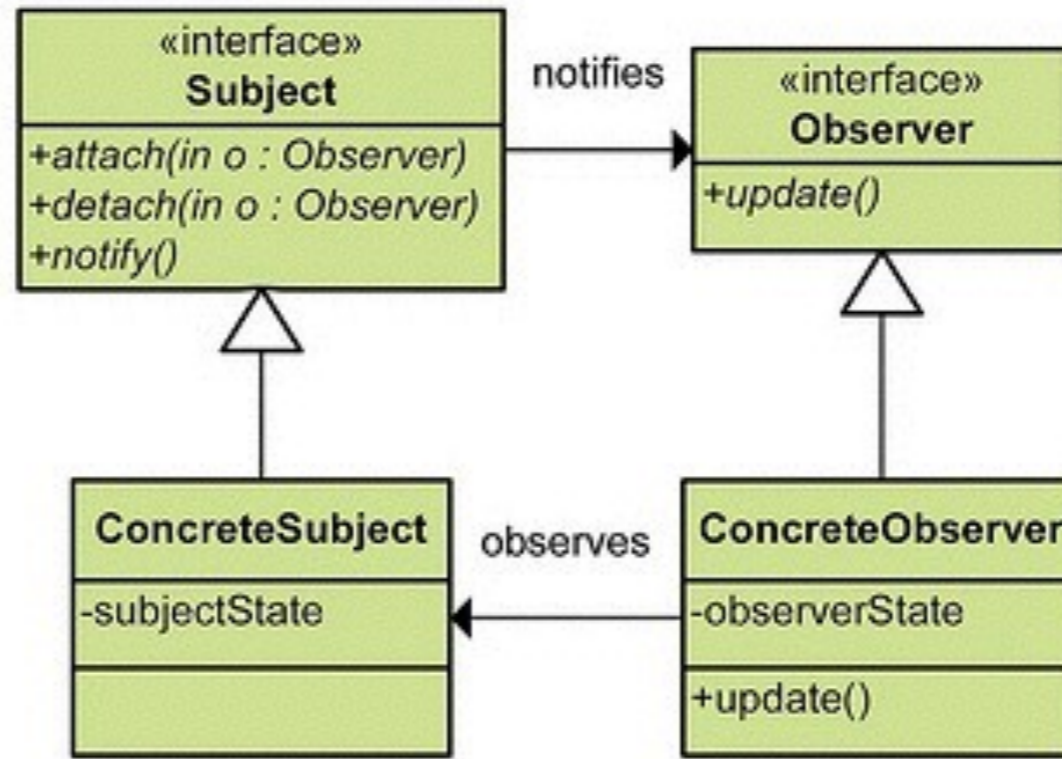 «interface»
Subject
+attach(in o : Observer)
+detach(in o : Observer)
+notify()
notifies
«interface»
Observer
+update()
ConcreteSubject
-subjectState
observes
ConcreteObserver
-observerState
+update()